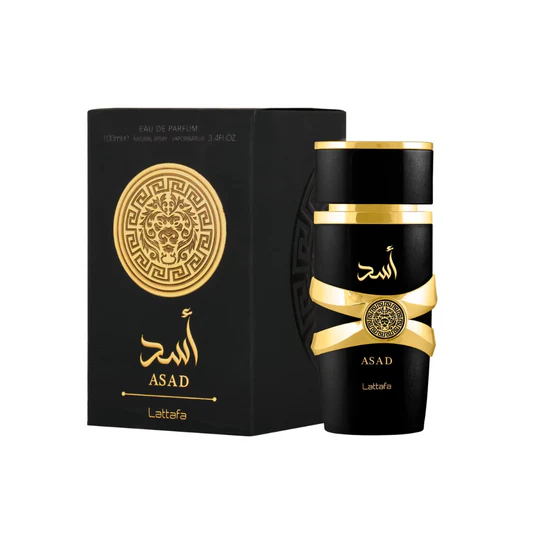 EAU DE PARFUM
100ml℮ NATURAL SPRAY - VAPORISATEUR 3.4FL.OZ.
أسد
ASAD
Lattafa
أسد
ASAD
Lattafa